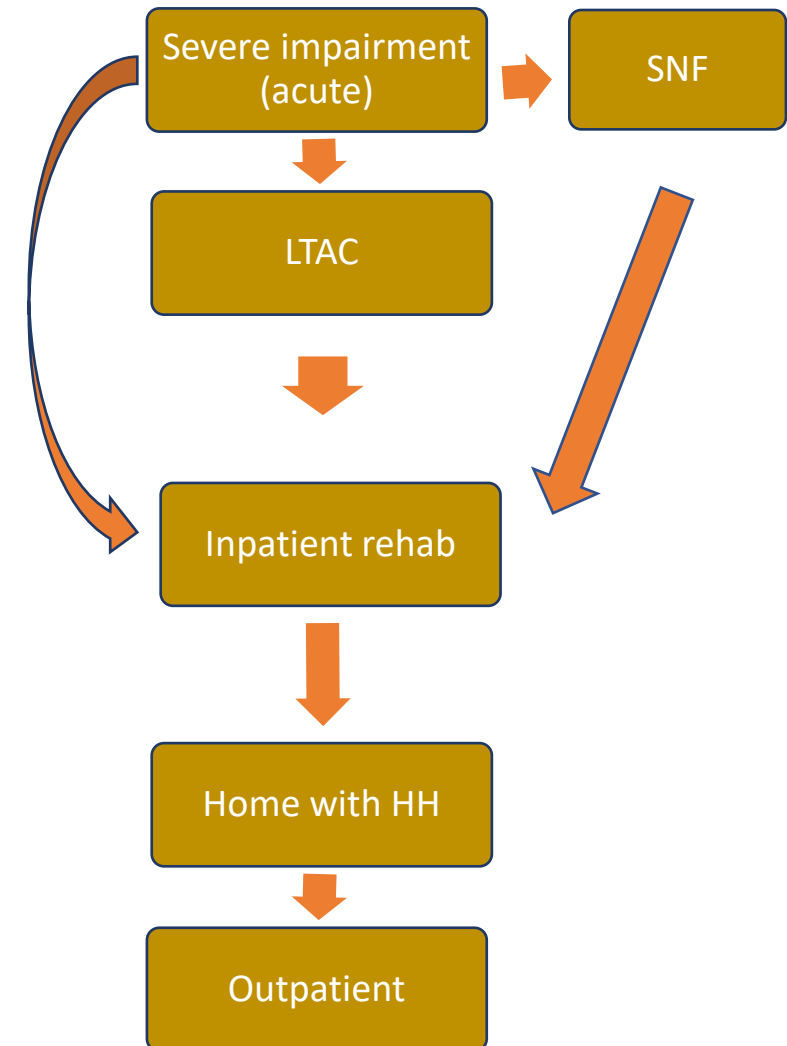 Severe impairment
(acute)
SNF
LTAC
Inpatient rehab
Home with HH
Outpatient